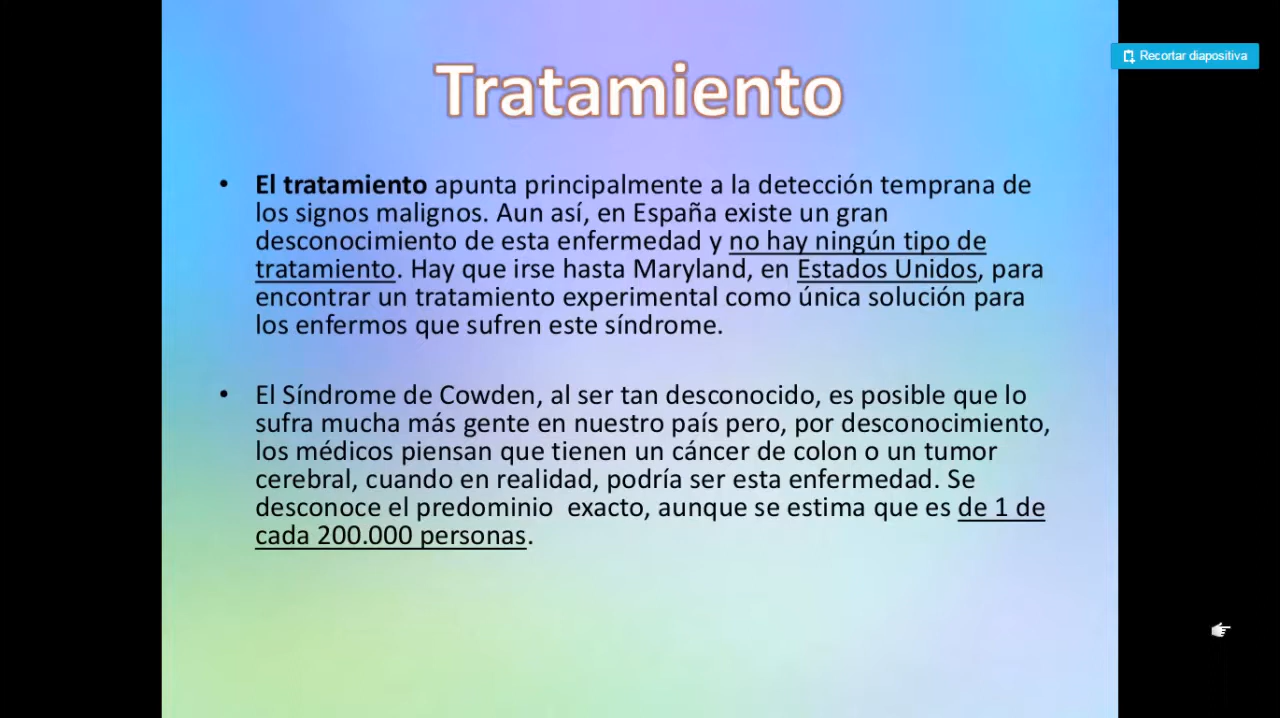 Recortar diapositiva
Tratamiento
• El tratamiento apunta principalmente a la detección temprana de
los signos malignos. Aun así, en España existe un gran
desconocimiento de esta enfermedad y no hay ningún tipo de
tratamiento. Hay que irse hasta Maryland, en Estados Unidos, para
encontrar un tratamiento experimental como única solución para
los enfermos que sufren este síndrome.
• El Síndrome de Cowden, al ser tan desconocido, es posible que lo
sufra mucha más gente en nuestro país pero, por desconocimiento,
los médicos piensan que tienen un cáncer de colon o un tumor
cerebral, cuando en realidad, podría ser esta enfermedad. Se
desconoce el predominio  exacto, aunque se estima que es de 1 de
cada 200.000 personas.